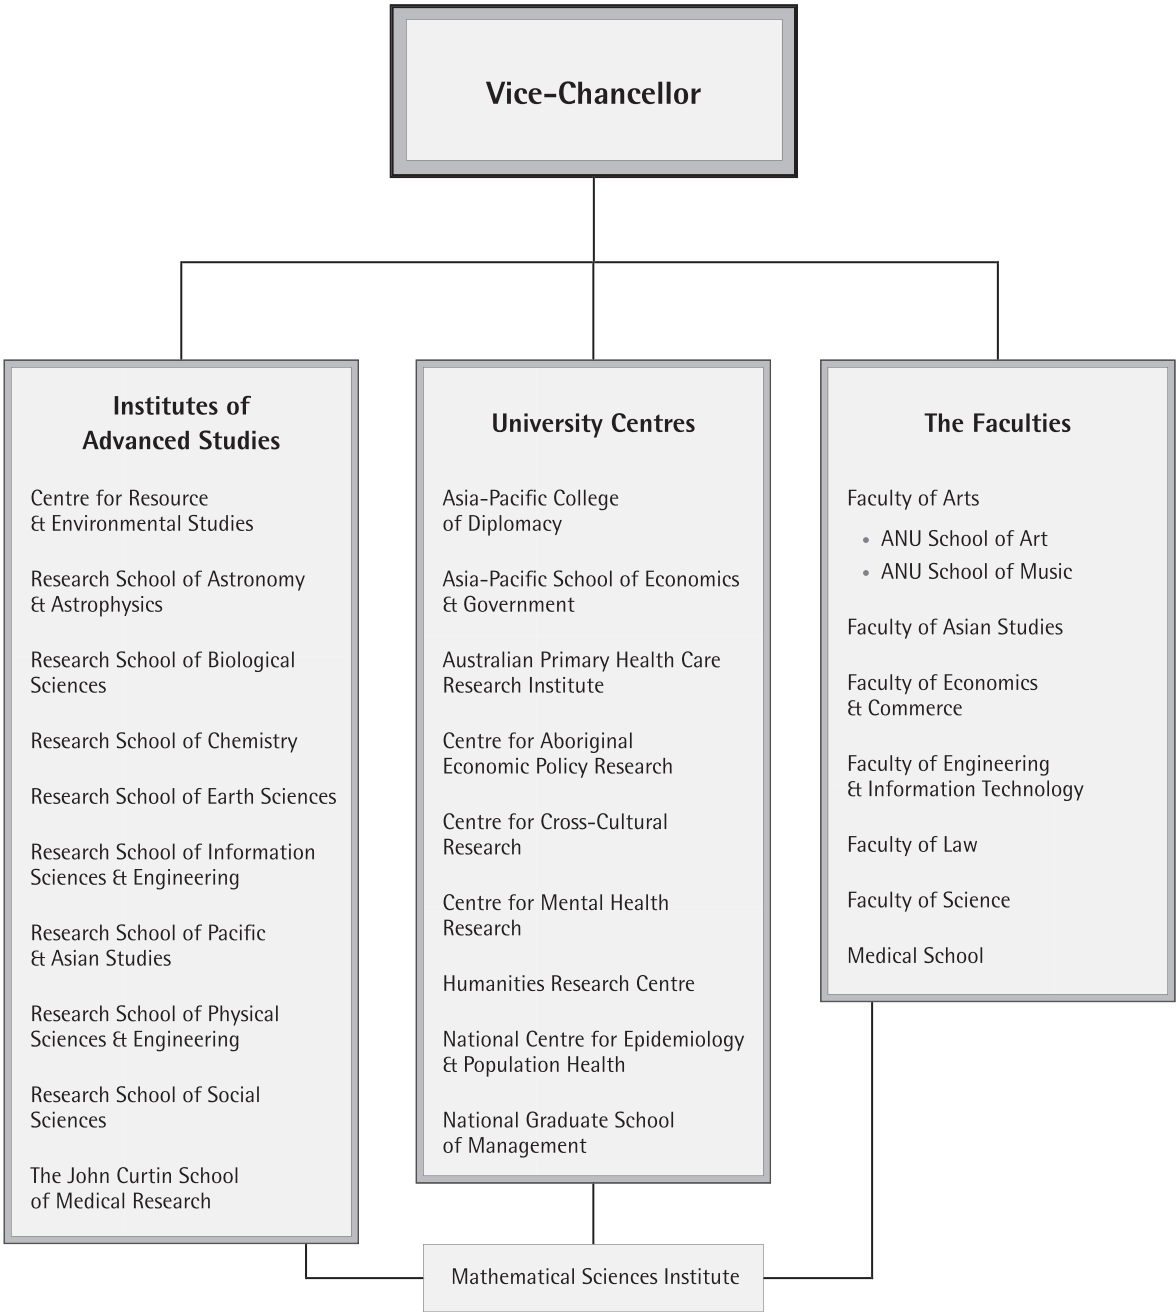 Vice-Chancellor
Institutes of
Advanced Studies
Centre for Resource
& Environmental Studies
Research School of Astronomy
& Astrophysics
Research School of Biological
Sciences
Research School of Chemistry
Research School of Earth Sciences
Research School of Information
Sciences & Engineering
Research School of Pacific
& Asian Studies
Research School of Physical
Sciences & Engineering
Research School of Social
Sciences
The John Curtin School
of Medical Research
University Centres
Asia-Pacific College
of Diplomacy
Asia-Pacific School of Economics
& Government
Australian Primary Health Care
Research Institute
Centre for Aboriginal
Economic Policy Research
Centre for Cross-Cultural
Research
Centre for Mental Health
Research
Humanities Research Centre
National Centre for Epidemiology
& Population Health
National Graduate School
of Management
The Faculties
Faculty of Arts
• ANU School of Art
• ANU School of Music
Faculty of Asian Studies
Faculty of Economics
& Commerce
Faculty of Engineering
& Information Technology
Faculty of Law
Faculty of Science
Medical School
Mathematical Sciences Institute